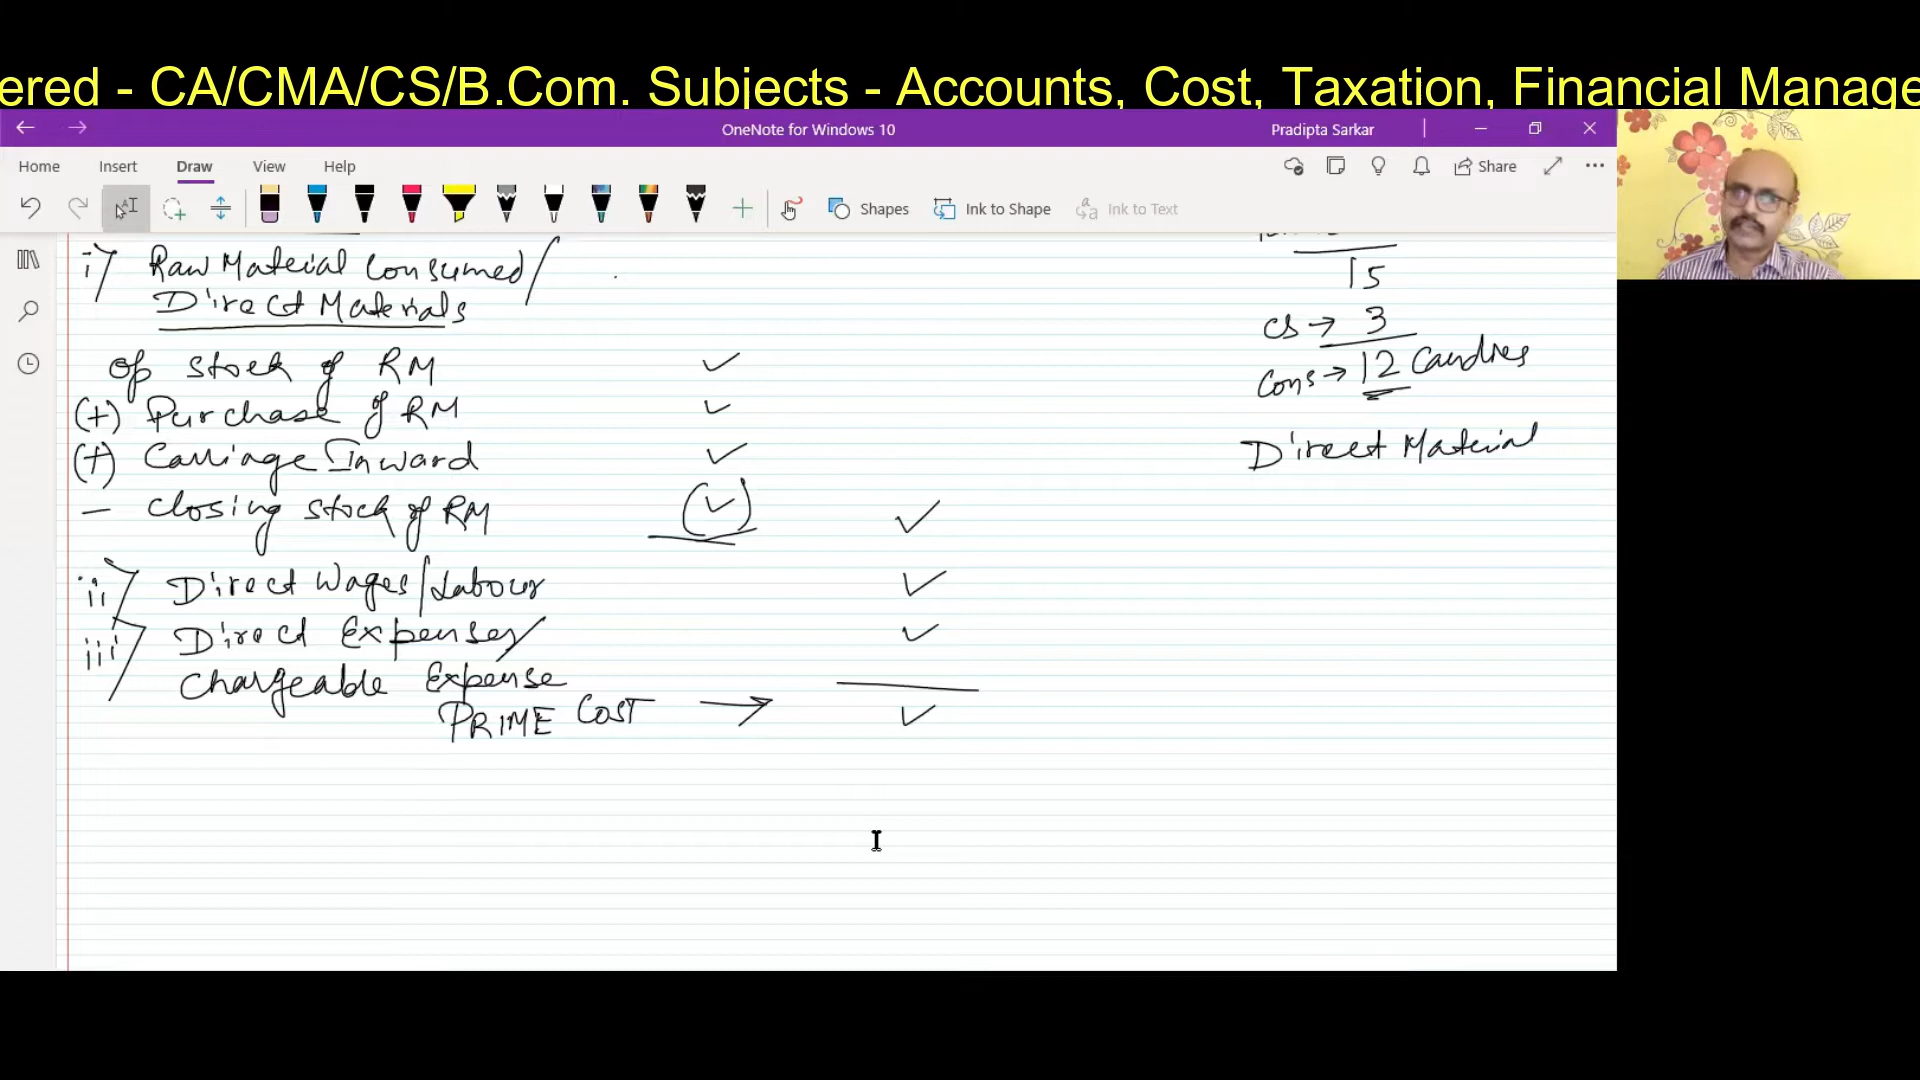 ered - CA/CMA/CS/B.Com. Subjects - Accounts, Cost, Taxation, Financial Manage
OneNote for Windows 10
Pradipta Sarkar
Home Insert Draw View Help
Share
Shapes Ink to Shape Ink to Text
i) Raw Material Consumed/
Direct Materials
op stock of RM ✓
(+) Purchase of RM ✓
(+) Carriage Inward ✓
- Closing stock of RM (✓) ✓
ii) Direct Wages/Labour ✓
iii) Direct Expenses/ ✓
Chargeable Expense
PRIME COST → ✓
15
CS → 3
Cons → 12 Candies
Direct Material